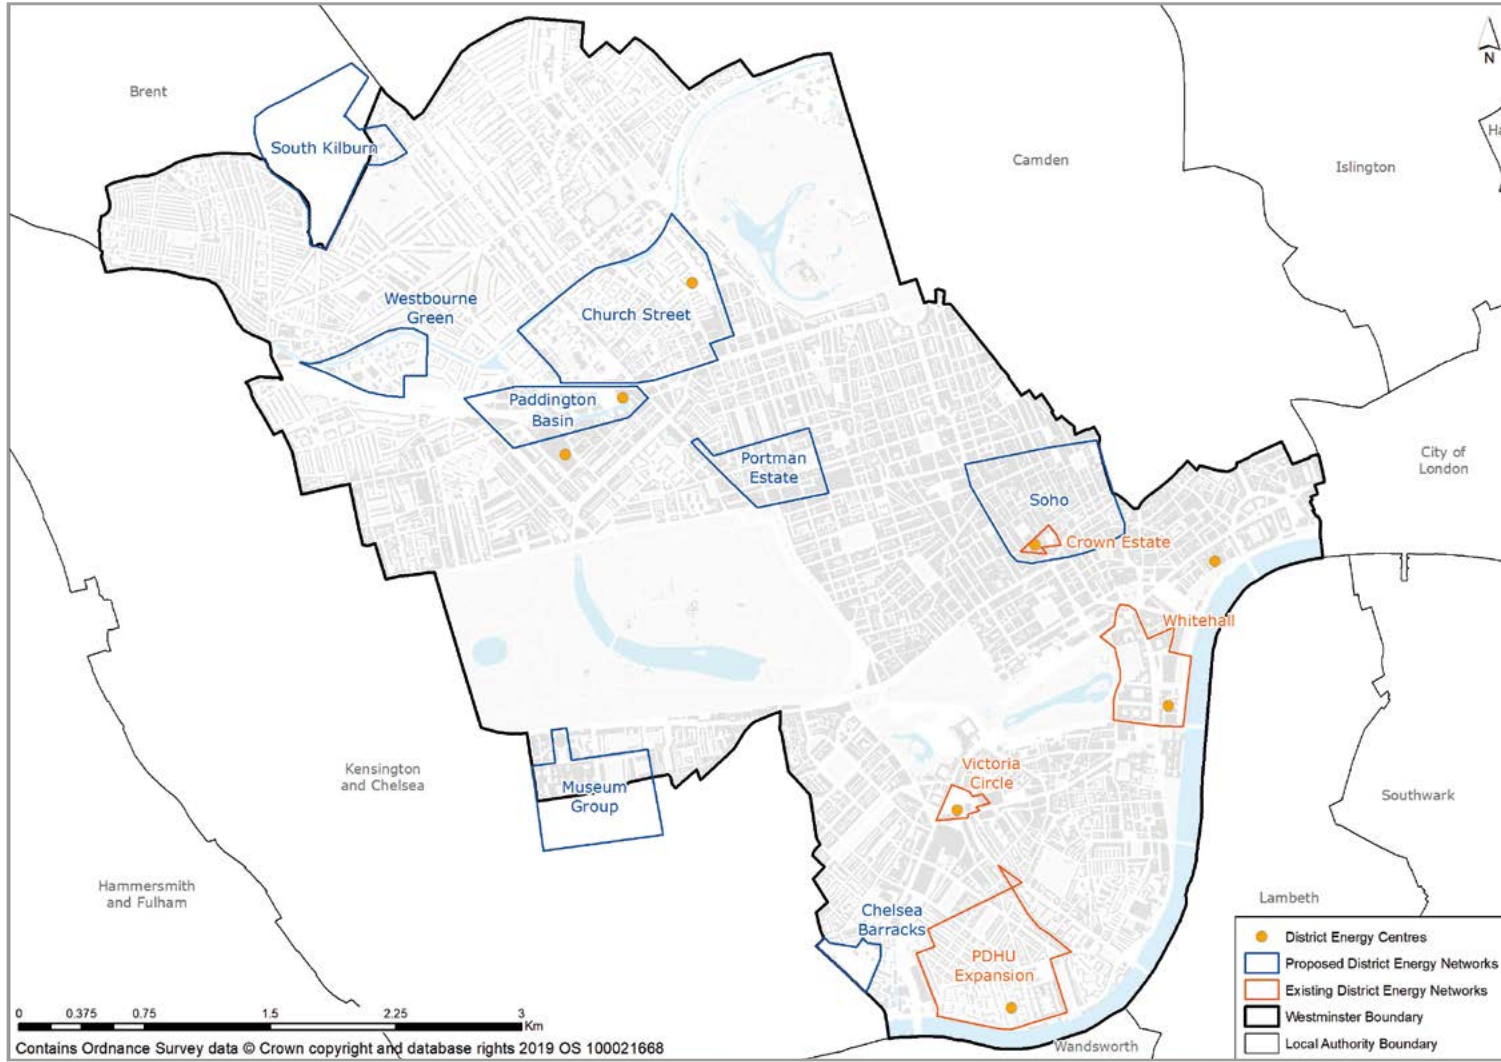 N
Brent
South Kilburn
Camden
Islington
Ha
Westbourne
Green
Church Street
Paddington
Basin
Portman
Estate
Soho
Crown Estate
City of
London
Whitehall
Kensington
and Chelsea
Museum
Group
Victoria
Circle
Southwark
Hammersmith
and Fulham
Chelsea
Barracks
PDHU
Expansion
Lambeth
Wandsworth
District Energy Centres
Proposed District Energy Networks
Existing District Energy Networks
Westminster Boundary
Local Authority Boundary
0 0.375 0.75 1.5 2.25 3
Km
Contains Ordnance Survey data © Crown copyright and database rights 2019 OS 100021668